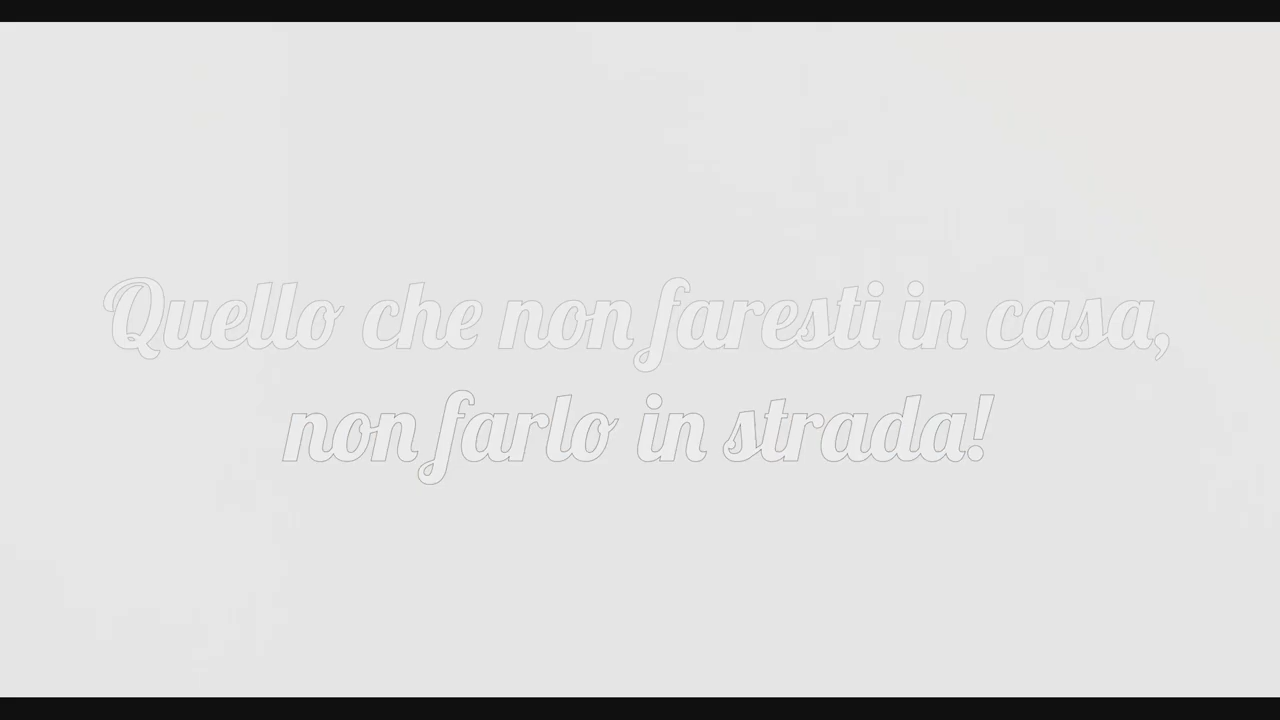 Quello che non faresti in casa,
non farlo in strada!